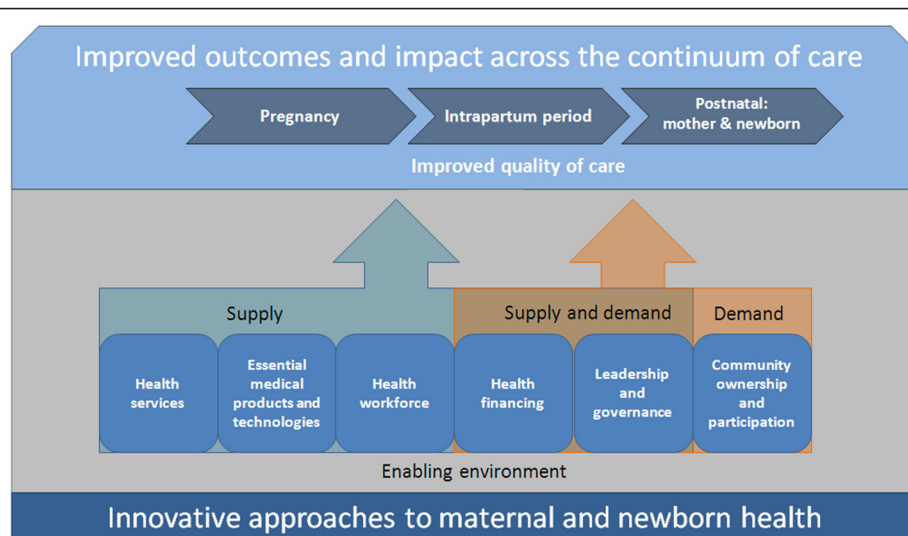 Improved outcomes and impact across the continuum of care
Pregnancy
Intrapartum period
Postnatal:
mother & newborn
Improved quality of care
Supply
Supply and demand
Demand
Health
services
Essential
medical
products and
technologies
Health
workforce
Health
financing
Leadership
and
governance
Community
ownership
and
participation
Enabling environment
Innovative approaches to maternal and newborn health